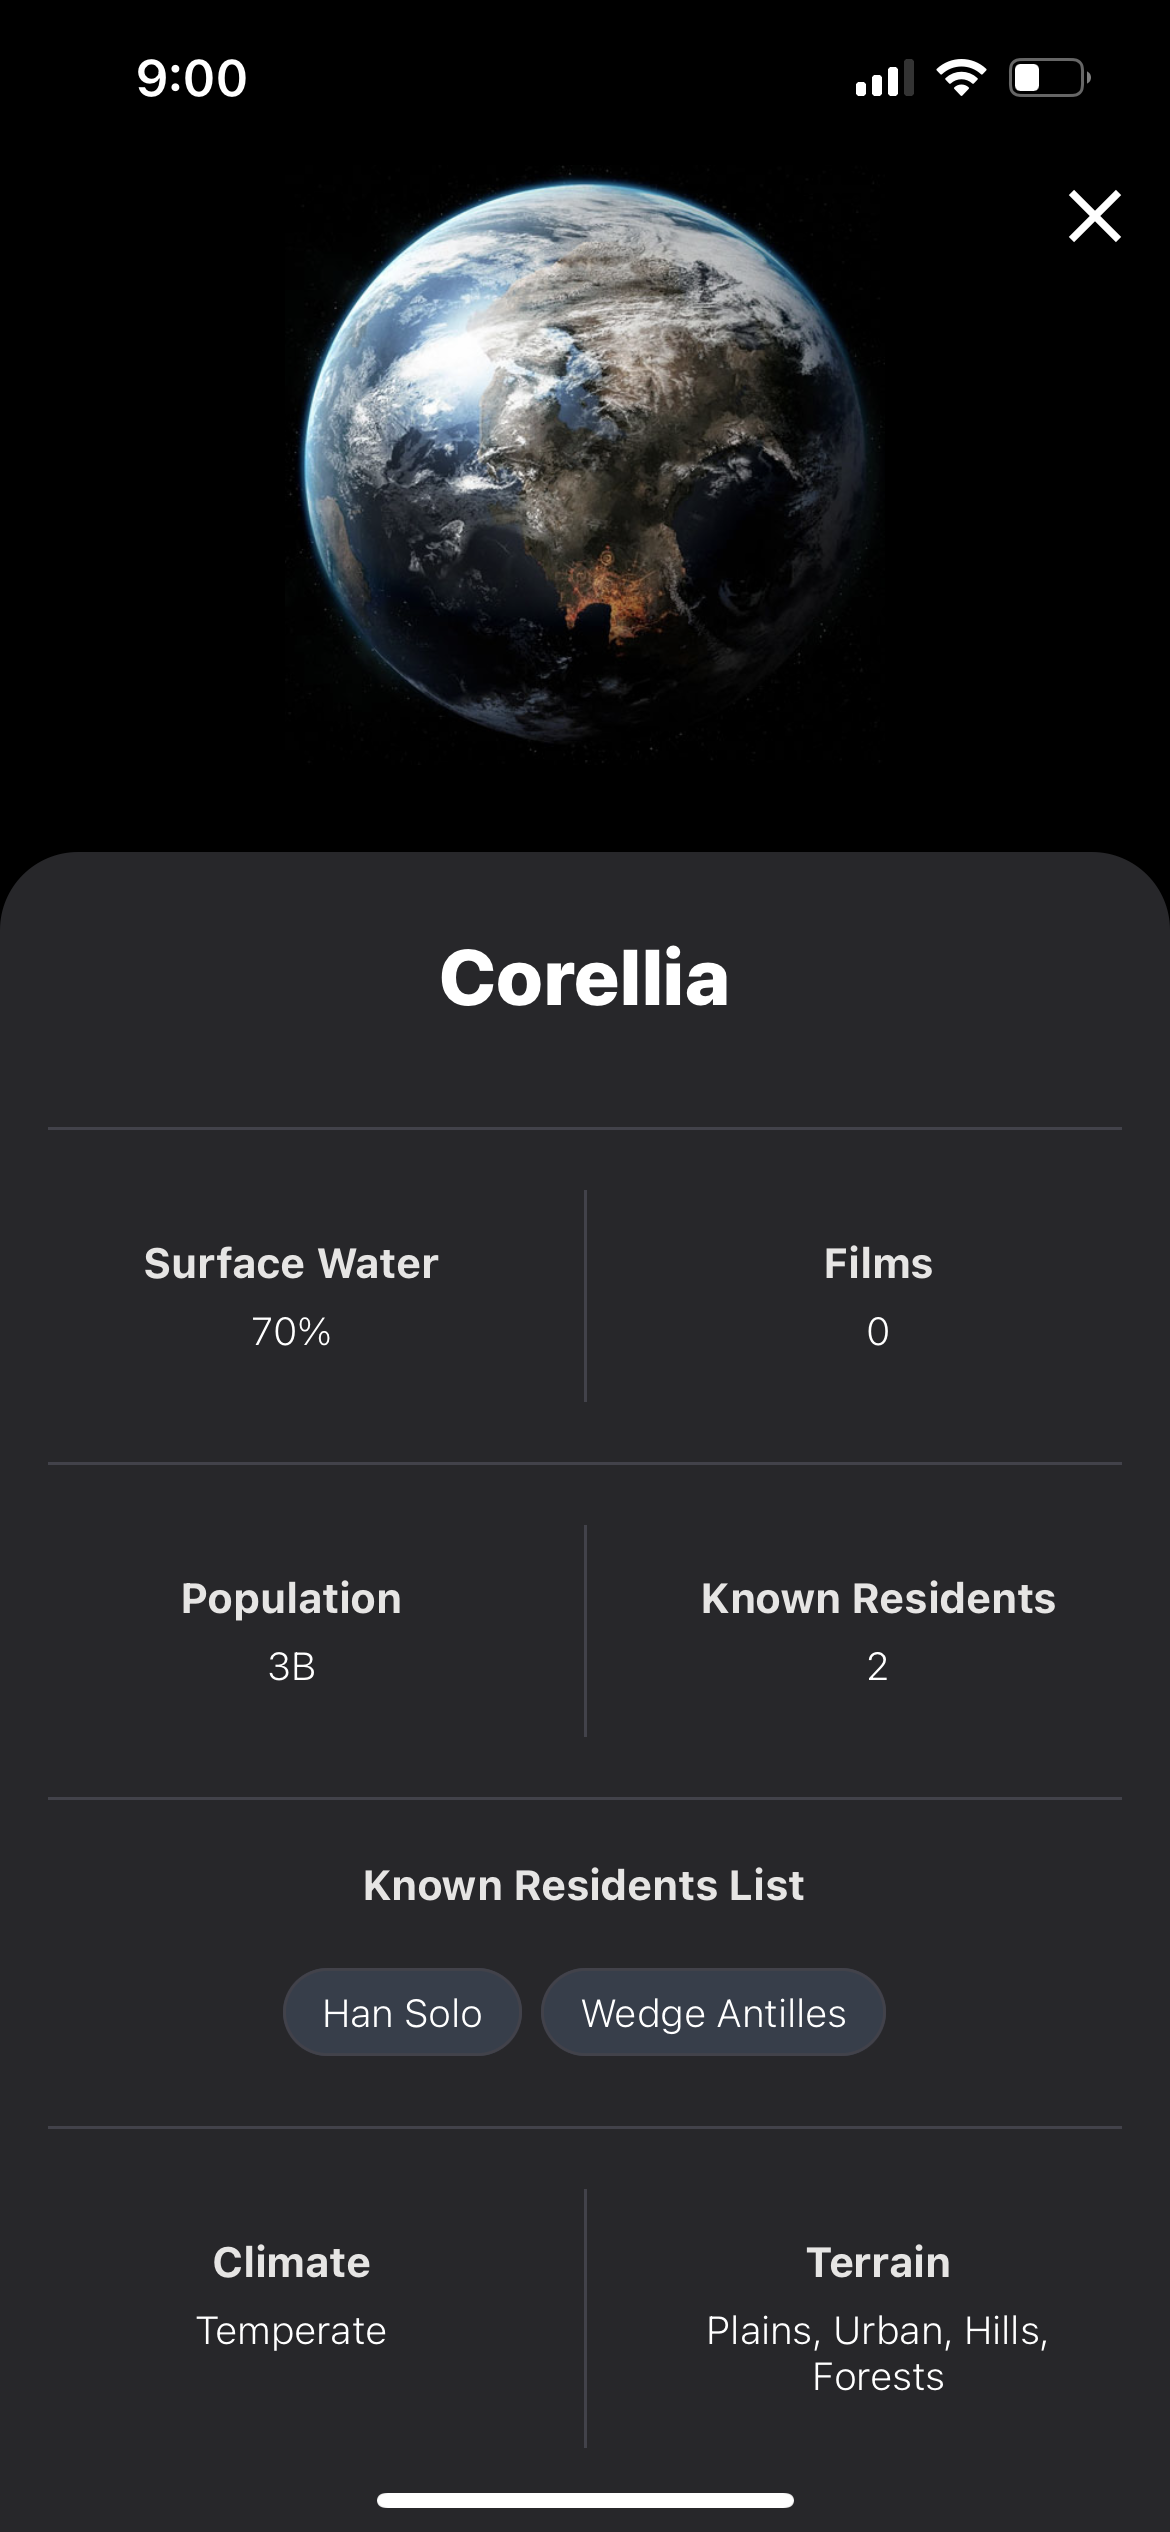 9:00
Corellia
Surface Water
70%
Films
0
Population
3B
Known Residents
2
Known Residents List
Han Solo
Wedge Antilles
Climate
Temperate
Terrain
Plains, Urban, Hills,
Forests